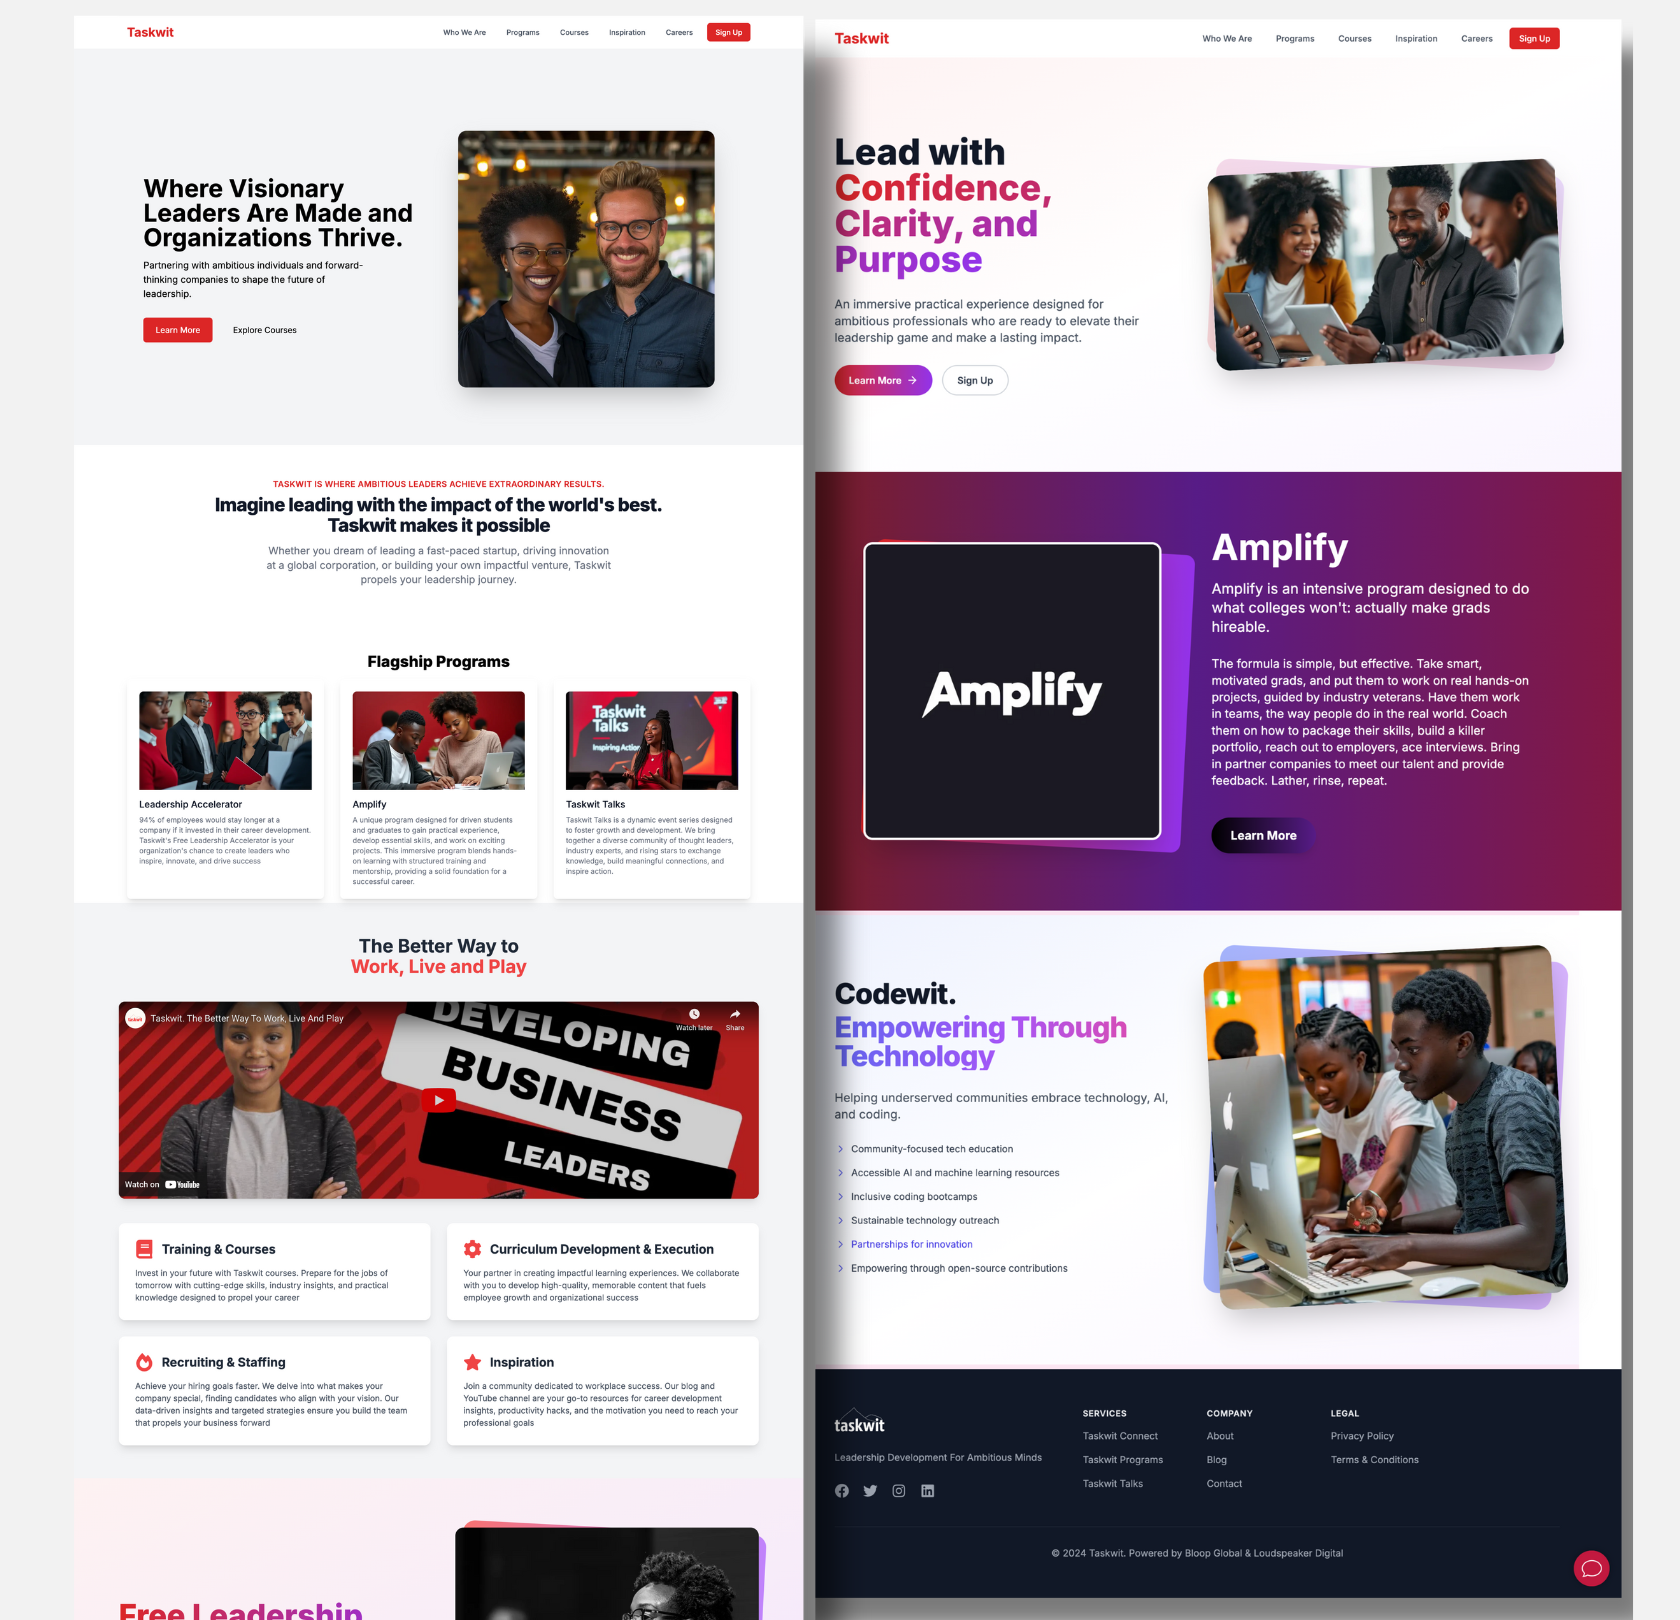 Taskwit
Who We Are
Programs
Courses
Inspiration
Careers
Sign Up
Where Visionary
Leaders Are Made and
Organizations Thrive.
Partnering with ambitious individuals and forward-
thinking companies to shape the future of
leadership.
Learn More
Explore Courses
TASKWIT IS WHERE AMBITIOUS LEADERS ACHIEVE EXTRAORDINARY RESULTS.
Imagine leading with the impact of the world's best.
Taskwit makes it possible
Whether you dream of leading a fast-paced startup, driving innovation
at a global corporation, or building your own impactful venture, Taskwit
propels your leadership journey.
Flagship Programs
Leadership Accelerator
94% of employees would stay longer at a
company if it invested in their career development.
Taskwit's Free Leadership Accelerator is your
organization's chance to create leaders who
inspire, innovate, and drive success
Amplify
A unique program designed for driven students
and graduates to gain practical experience,
develop essential skills, and work on exciting
projects. This immersive program blends hands-
on learning with structured training and
mentorship, providing a solid foundation for a
successful career.
Taskwit
Talks
Inspiring Action
Taskwit Talks
Taskwit Talks is a dynamic event series designed
to foster growth and development. We bring
together a diverse community of thought leaders,
industry experts, and rising stars to exchange
knowledge, build meaningful connections, and
inspire action.
The Better Way to
Work, Live and Play
taskwit
Taskwit. The Better Way To Work, Live And Play
Watch later
Share
DEVELOPING
BUSINESS
LEADERS
Watch on YouTube
Training & Courses
Invest in your future with Taskwit courses. Prepare for the jobs of
tomorrow with cutting-edge skills, industry insights, and practical
knowledge designed to propel your career
Curriculum Development & Execution
Your partner in creating impactful learning experiences. We collaborate
with you to develop high-quality, memorable content that fuels
employee growth and organizational success
Recruiting & Staffing
Achieve your hiring goals faster. We delve into what makes your
company special, finding candidates who align with your vision. Our
data-driven insights and targeted strategies ensure you build the team
that propels your business forward
Inspiration
Join a community dedicated to workplace success. Our blog and
YouTube channel are your go-to resources for career development
insights, productivity hacks, and the motivation you need to reach your
professional goals
Free Leadership
Taskwit
Who We Are
Programs
Courses
Inspiration
Careers
Sign Up
Lead with
Confidence,
Clarity, and
Purpose
An immersive practical experience designed for
ambitious professionals who are ready to elevate their
leadership game and make a lasting impact.
Learn More
Sign Up
Amplify
Amplify
Amplify is an intensive program designed to do
what colleges won't: actually make grads
hireable.
The formula is simple, but effective. Take smart,
motivated grads, and put them to work on real hands-on
projects, guided by industry veterans. Have them work
in teams, the way people do in the real world. Coach
them on how to package their skills, build a killer
portfolio, reach out to employers, ace interviews. Bring
in partner companies to meet our talent and provide
feedback. Lather, rinse, repeat.
Learn More
Codewit.
Empowering Through
Technology
Helping underserved communities embrace technology, AI,
and coding.
Community-focused tech education
Accessible AI and machine learning resources
Inclusive coding bootcamps
Sustainable technology outreach
Partnerships for innovation
Empowering through open-source contributions
taskwit
Leadership Development For Ambitious Minds
SERVICES
Taskwit Connect
Taskwit Programs
Taskwit Talks
COMPANY
About
Blog
Contact
LEGAL
Privacy Policy
Terms & Conditions
© 2024 Taskwit. Powered by Bloop Global & Loudspeaker Digital